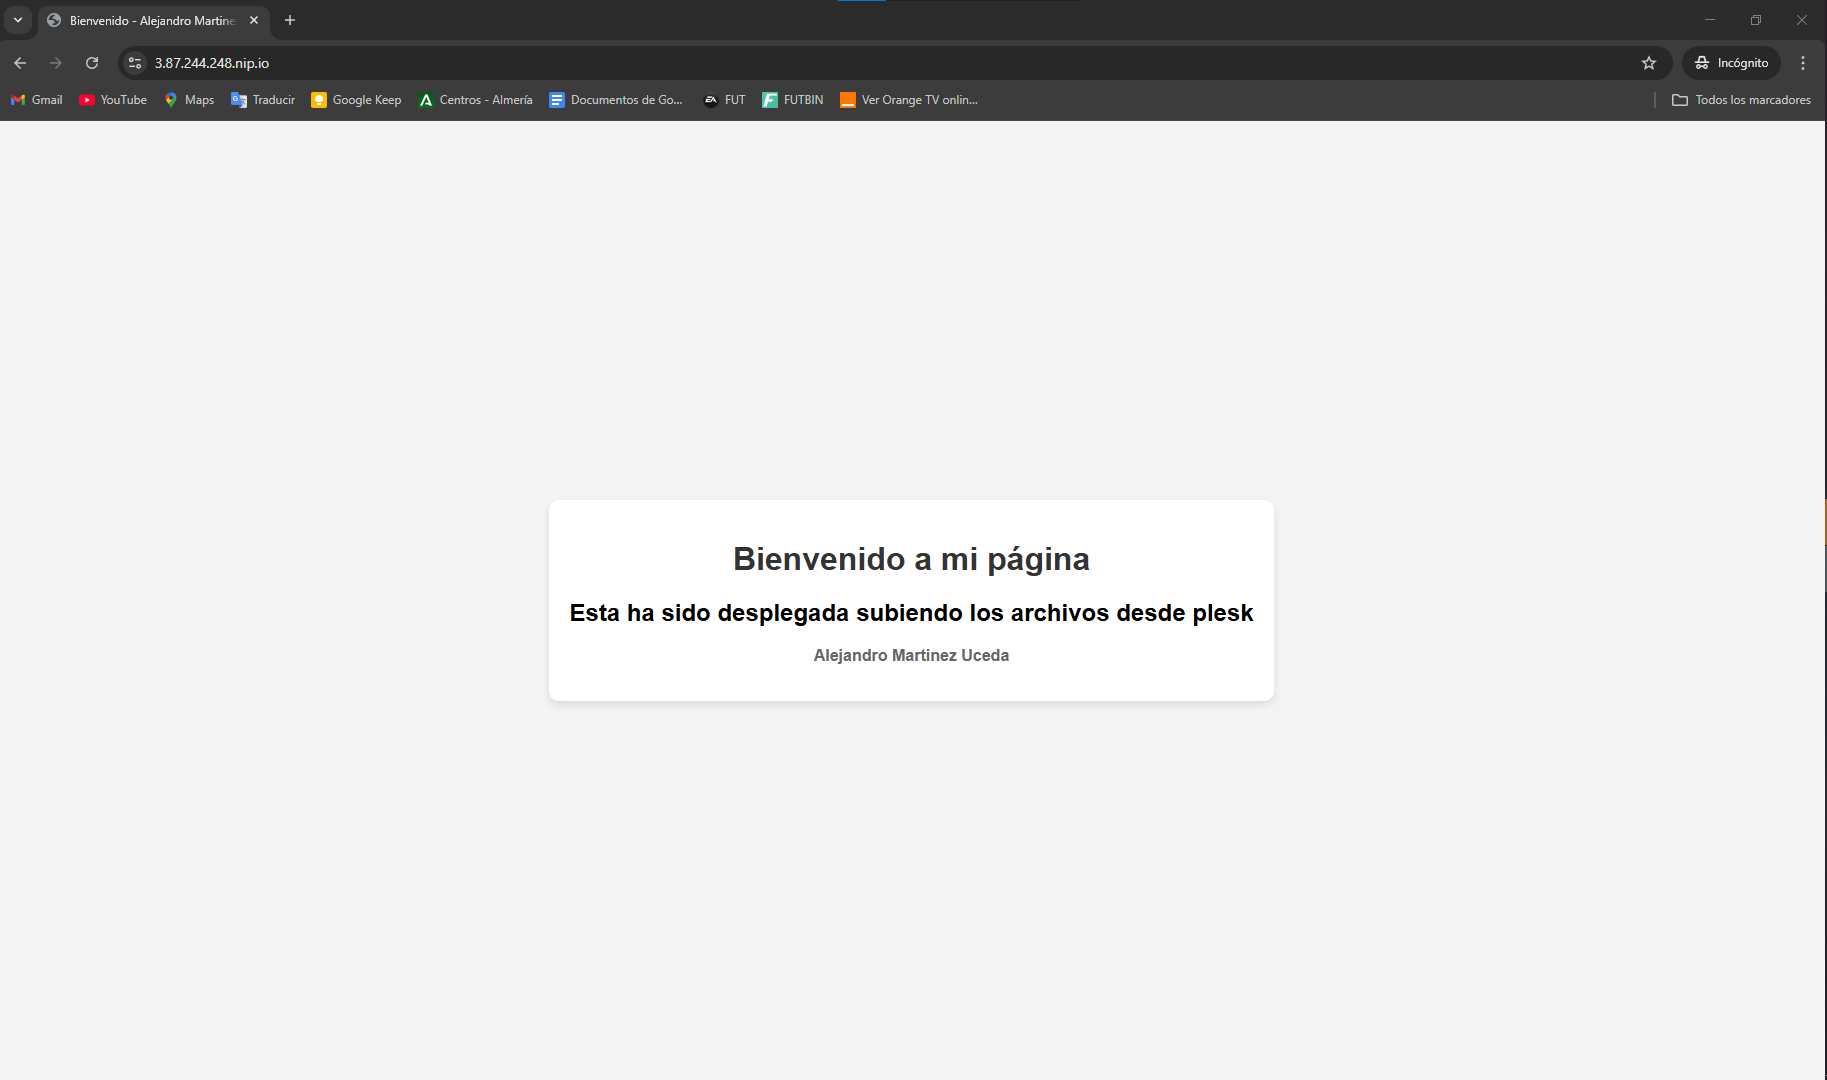 Bienvenido - Alejandro Martine
3.87.244.248.nip.io
Incógnito
Gmail
YouTube
Maps
Traducir
Google Keep
Centros - Almería
Documentos de Go...
FUT
FUTBIN
Ver Orange TV onlin...
Todos los marcadores
Bienvenido a mi página
Esta ha sido desplegada subiendo los archivos desde plesk
Alejandro Martinez Uceda